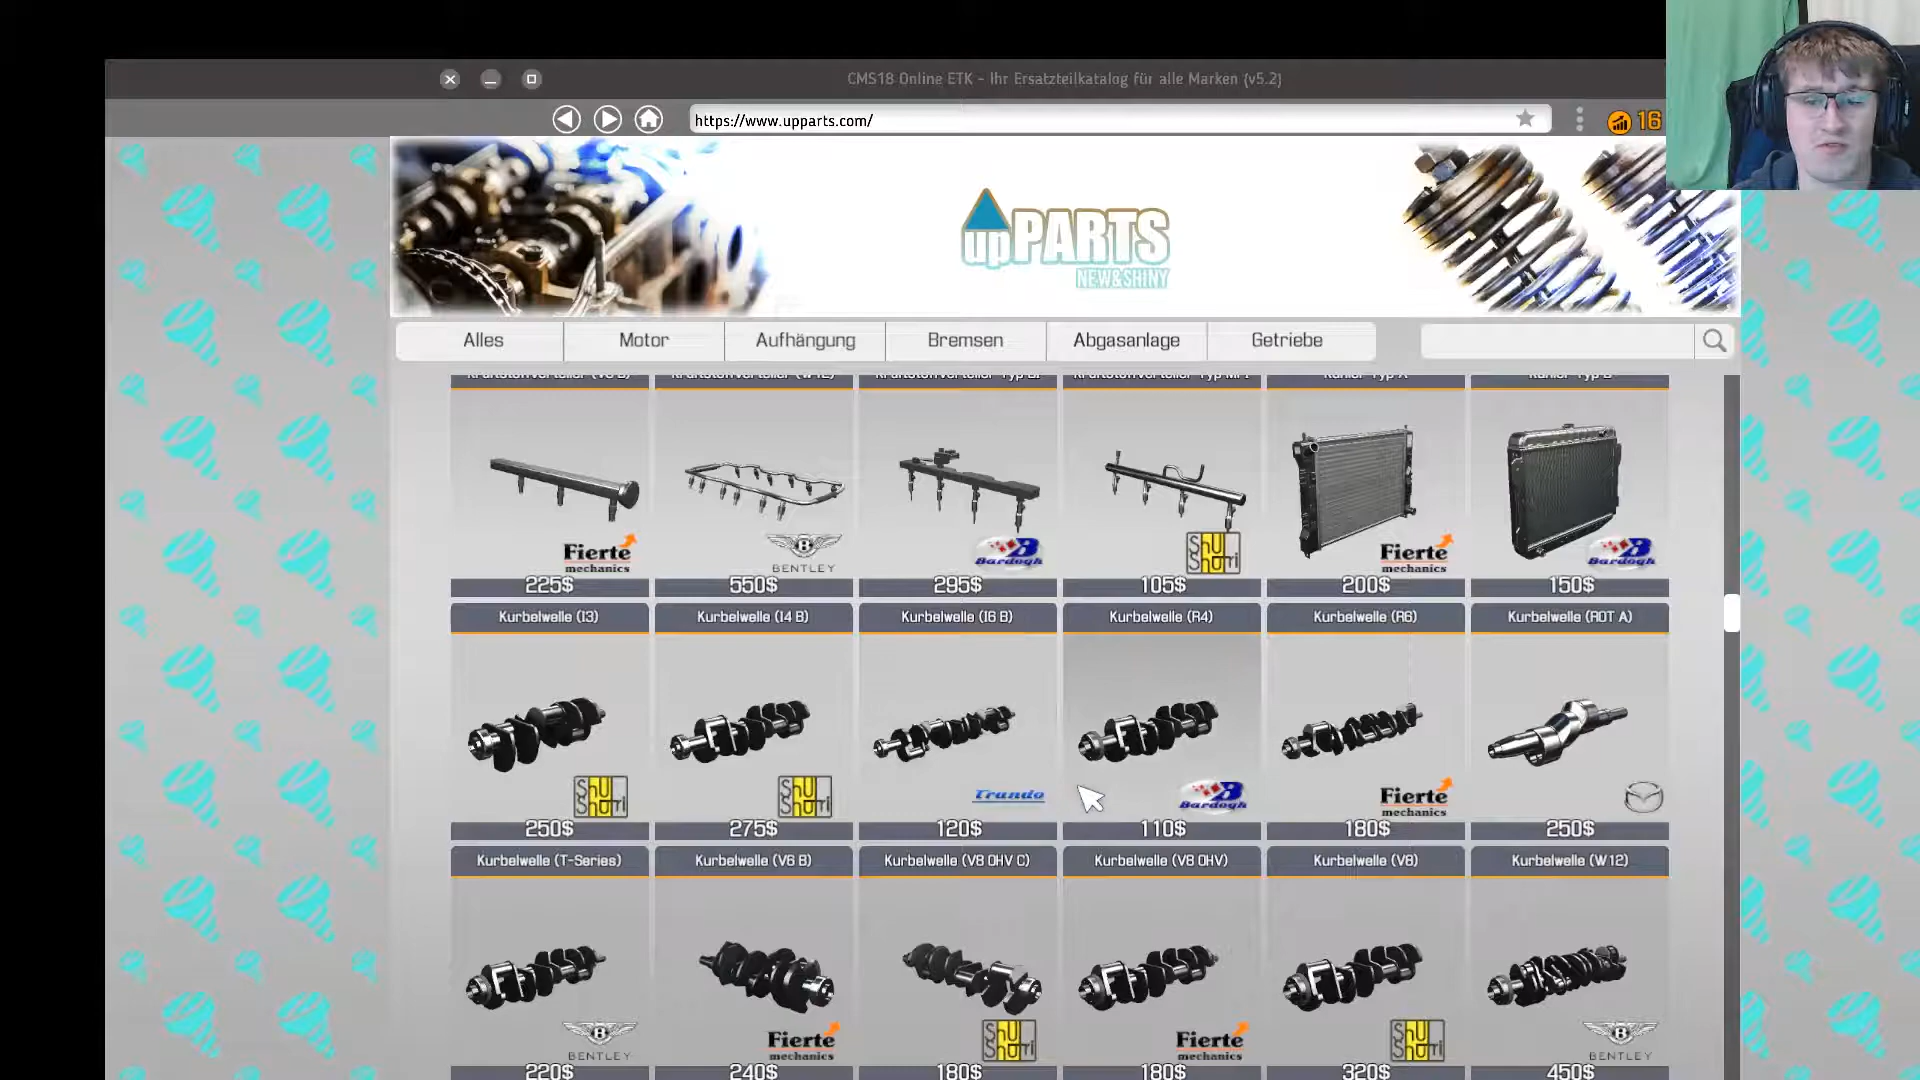 CMS18 Online ETK - Ihr Ersatzteilkatalog für alle Marken (v5.2)
https://www.upparts.com/
16
upPARTS
NEW&SHINY
Alles Motor Aufhängung Bremsen Abgasanlage Getriebe
Fierte mechanics BENTLEY Bardogh Shu Shurri Fierte mechanics Bardogh
225$ 550$ 295$ 105$ 200$ 150$
Kurbelwelle (I3) Kurbelwelle (I4 B) Kurbelwelle (I6 B) Kurbelwelle (R4) Kurbelwelle (R6) Kurbelwelle (ROT A)
Trando Bardogh Fierte mechanics
250$ 275$ 120$ 110$ 180$ 250$
Kurbelwelle (T-Series) Kurbelwelle (V6 B) Kurbelwelle (V8 OHV C) Kurbelwelle (V8 OHV) Kurbelwelle (V8) Kurbelwelle (W12)
BENTLEY Fierte mechanics Fierte mechanics BENTLEY
220$ 240$ 180$ 180$ 320$ 450$